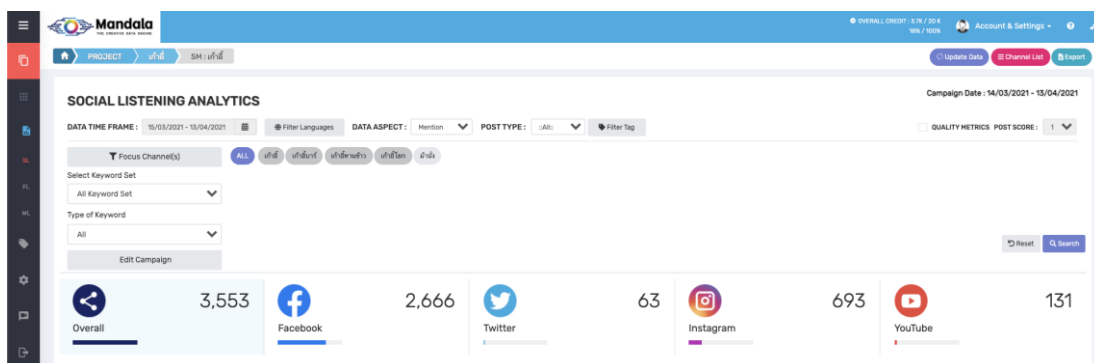 Mandala
THE CREATIVE DATA ENGINE
OVERALL CREDIT : 3.7K / 20 K
18% / 100%
Account & Settings
PROJECT
เก้าอี้
SM : เก้าอี้
Update Data
Channel List
Export
SOCIAL LISTENING ANALYTICS
Campaign Date : 14/03/2021 - 13/04/2021
DATA TIME FRAME : 15/03/2021 - 13/04/2021
Filter Languages
DATA ASPECT : Mention
POST TYPE : ::All::
Filter Tag
QUALITY METRICS POST SCORE : 1
Focus Channel(s)
ALL
เก้าอี้
เก้าอี้บาร์
เก้าอี้ทานข้าว
เก้าอี้โยก
ม้านั่ง
Select Keyword Set
All Keyword Set
Type of Keyword
All
Edit Campaign
Reset
Search
SL
FL
WL
3,553
Overall
2,666
Facebook
63
Twitter
693
Instagram
131
YouTube